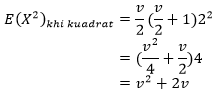 E(X²)ₖₕᵢ ₖᵤₐdᵣₐₜ = v/2 (v/2 + 1)2²
= (v²/4 + v/2)4
= v² + 2v